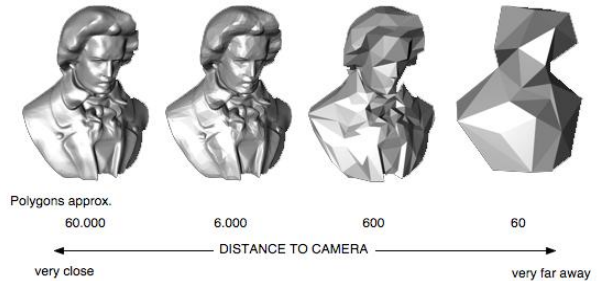 Polygons approx.
60.000 6.000 600 60
DISTANCE TO CAMERA
very close very far away